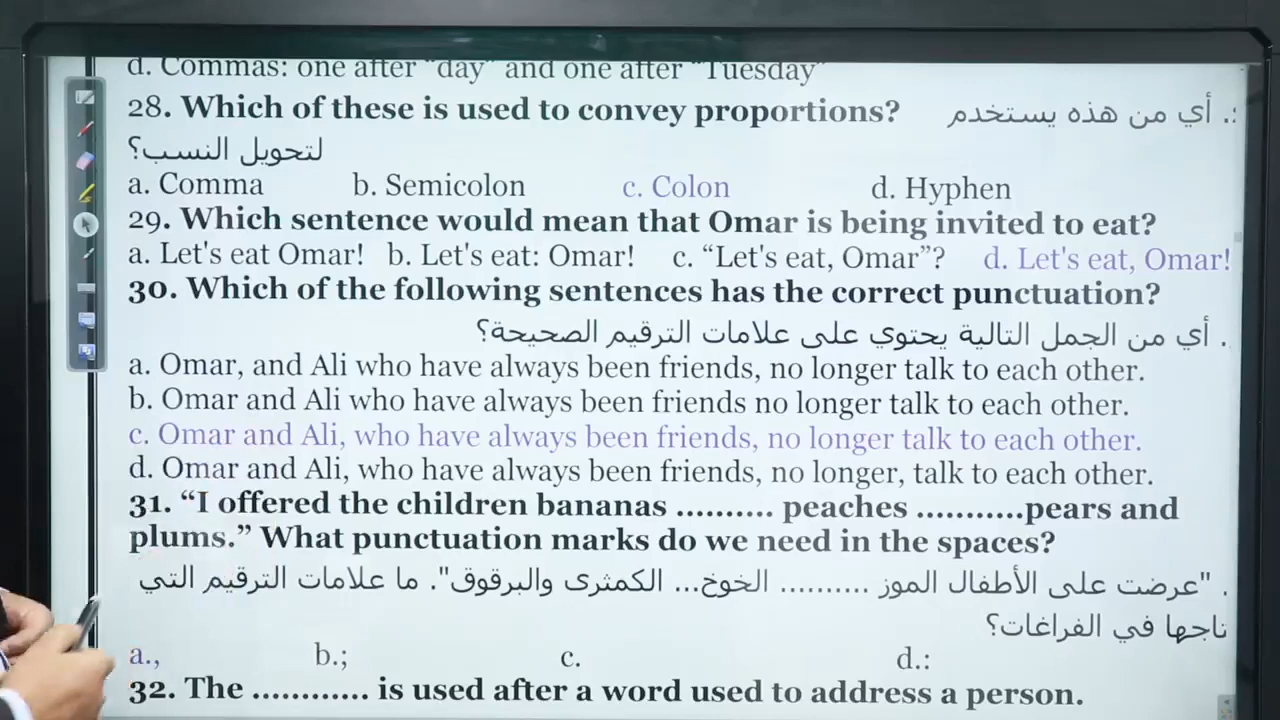 d. Commas: one after "day" and one after "Tuesday"
28. Which of these is used to convey proportions? .: أي من هذه يستخدم
لتحويل النسب؟
a. Comma b. Semicolon c. Colon d. Hyphen
29. Which sentence would mean that Omar is being invited to eat?
a. Let's eat Omar! b. Let's eat: Omar! c. “Let's eat, Omar”? d. Let's eat, Omar!
30. Which of the following sentences has the correct punctuation?
. أي من الجمل التالية يحتوي على علامات الترقيم الصحيحة؟
a. Omar, and Ali who have always been friends, no longer talk to each other.
b. Omar and Ali who have always been friends no longer talk to each other.
c. Omar and Ali, who have always been friends, no longer talk to each other.
d. Omar and Ali, who have always been friends, no longer, talk to each other.
31. “I offered the children bananas .......... peaches ...........pears and
plums.” What punctuation marks do we need in the spaces?
. "عرضت على الأطفال الموز .......... الخوخ... الكمثرى والبرقوق". ما علامات الترقيم التي
ناجها في الفراغات؟
a., b.; c. d.:
32. The ............ is used after a word used to address a person.